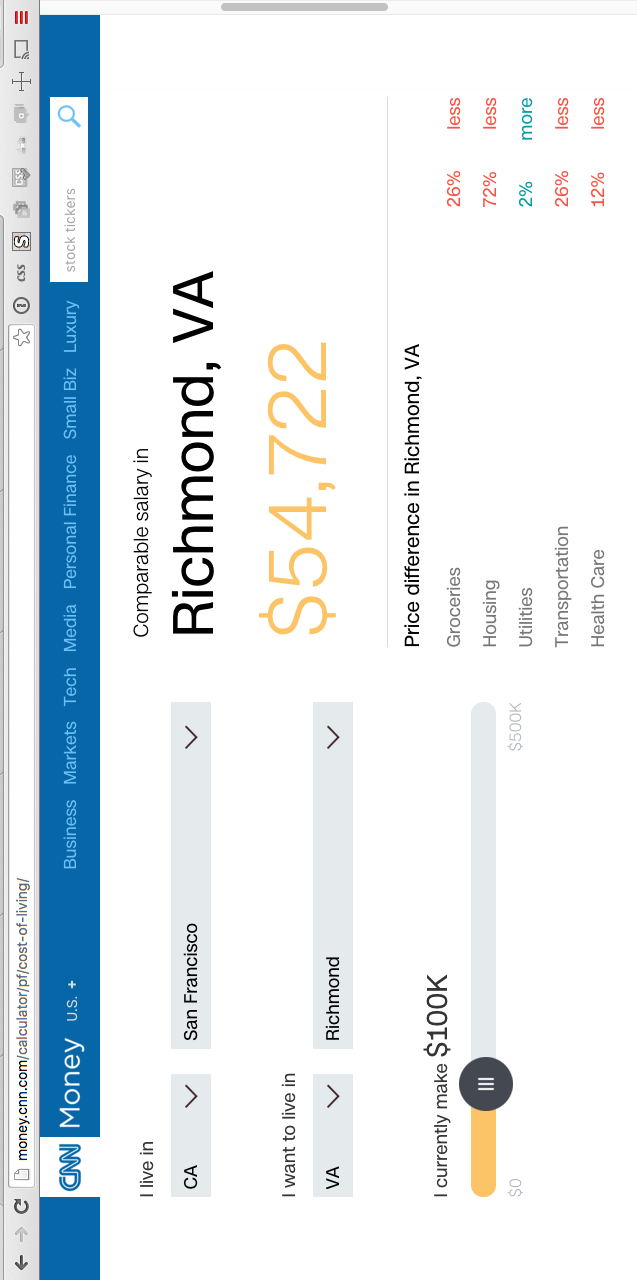 money.cnn.com/calculator/pf/cost-of-living/
CSS
CNN Money U.S. + Business Markets Tech Media Personal Finance Small Biz Luxury stock tickers
I live in
CA San Francisco
I want to live in
VA Richmond
I currently make $100K
$0 $500K
Comparable salary in
Richmond, VA
$54,722
Price difference in Richmond, VA
Groceries 26% less
Housing 72% less
Utilities 2% more
Transportation 26% less
Health Care 12% less